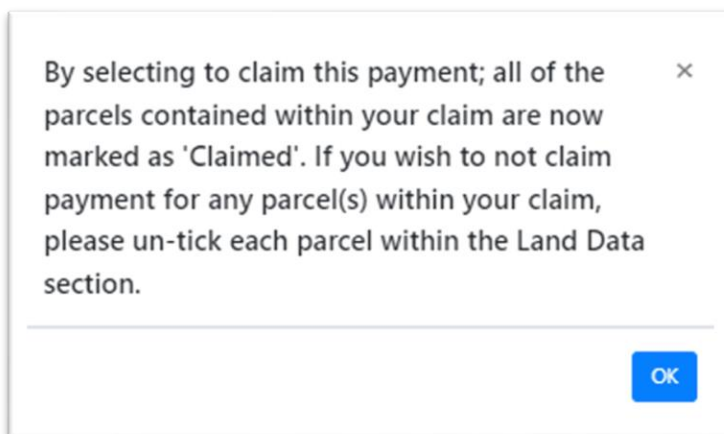 By selecting to claim this payment; all of the
parcels contained within your claim are now
marked as 'Claimed'. If you wish to not claim
payment for any parcel(s) within your claim,
please un-tick each parcel within the Land Data
section.
OK